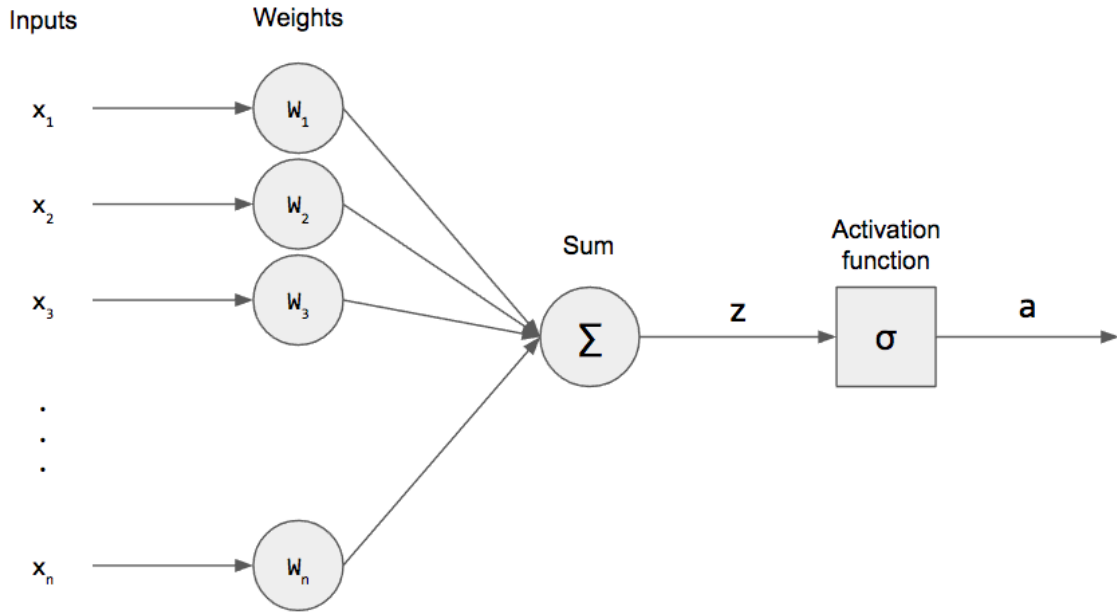 Inputs
Weights
x₁
W₁
x₂
W₂
x₃
W₃
.
.
.
xₙ
Wₙ
Sum
Σ
z
Activation
function
σ
a